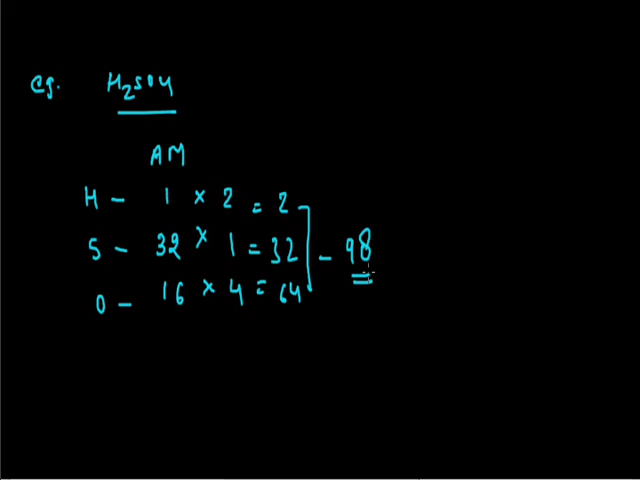 eg. H2SO4
AM
H - 1 × 2 = 2
S - 32 × 1 = 32 - 98
O - 16 × 4 = 64